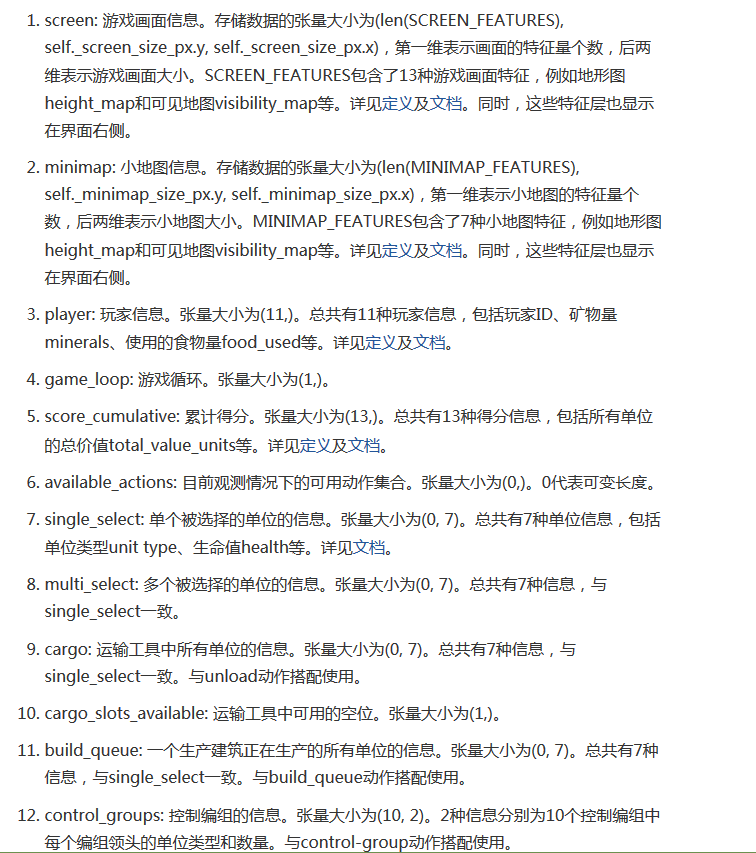 1. screen: 游戏画面信息。存储数据的张量大小为(len(SCREEN_FEATURES),
self._screen_size_px.y, self._screen_size_px.x)，第一维表示画面的特征量个数，后两
维表示游戏画面大小。SCREEN_FEATURES包含了13种游戏画面特征，例如地形图
height_map和可见地图visibility_map等。详见定义及文档。同时，这些特征层也显示
在界面右侧。
2. minimap: 小地图信息。存储数据的张量大小为(len(MINIMAP_FEATURES),
self._minimap_size_px.y, self._minimap_size_px.x)，第一维表示小地图的特征量个
数，后两维表示小地图大小。MINIMAP_FEATURES包含了7种小地图特征，例如地形图
height_map和可见地图visibility_map等。详见定义及文档。同时，这些特征层也显示
在界面右侧。
3. player: 玩家信息。张量大小为(11,)。总共有11种玩家信息，包括玩家ID、矿物量
minerals、使用的食物量food_used等。详见定义及文档。
4. game_loop: 游戏循环。张量大小为(1,)。
5. score_cumulative: 累计得分。张量大小为(13,)。总共有13种得分信息，包括所有单位
的总价值total_value_units等。详见定义及文档。
6. available_actions: 目前观测情况下的可用动作集合。张量大小为(0,)。0代表可变长度。
7. single_select: 单个被选择的单位的信息。张量大小为(0, 7)。总共有7种单位信息，包括
单位类型unit type、生命值health等。详见文档。
8. multi_select: 多个被选择的单位的信息。张量大小为(0, 7)。总共有7种信息，与
single_select一致。
9. cargo: 运输工具中所有单位的信息。张量大小为(0, 7)。总共有7种信息，与
single_select一致。与unload动作搭配使用。
10. cargo_slots_available: 运输工具中可用的空位。张量大小为(1,)。
11. build_queue: 一个生产建筑正在生产的所有单位的信息。张量大小为(0, 7)。总共有7种
信息，与single_select一致。与build_queue动作搭配使用。
12. control_groups: 控制编组的信息。张量大小为(10, 2)。2种信息分别为10个控制编组中
每个编组领头的单位类型和数量。与control-group动作搭配使用。